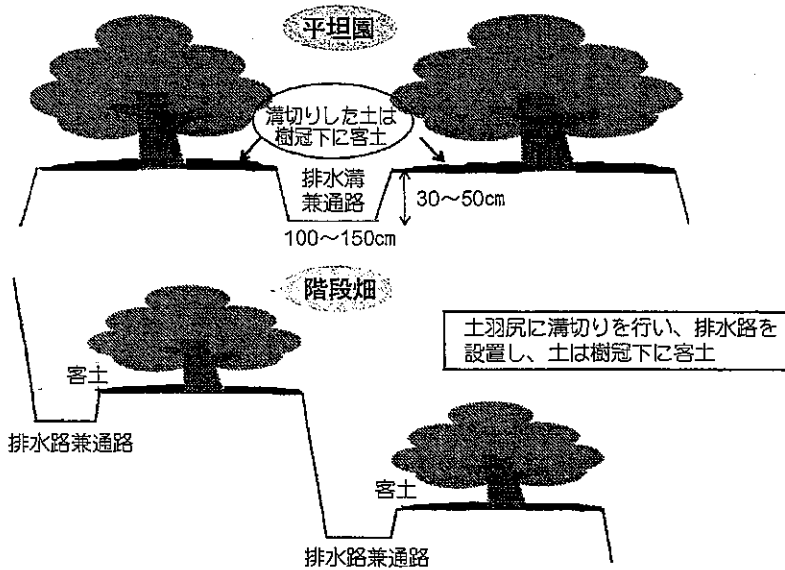 平坦園
溝切りした土は
樹冠下に客土
排水溝
兼通路
30〜50㎝
100〜150㎝
階段畑
土羽尻に溝切りを行い、排水路を
設置し、土は樹冠下に客土
客土
排水路兼通路
客土
排水路兼通路